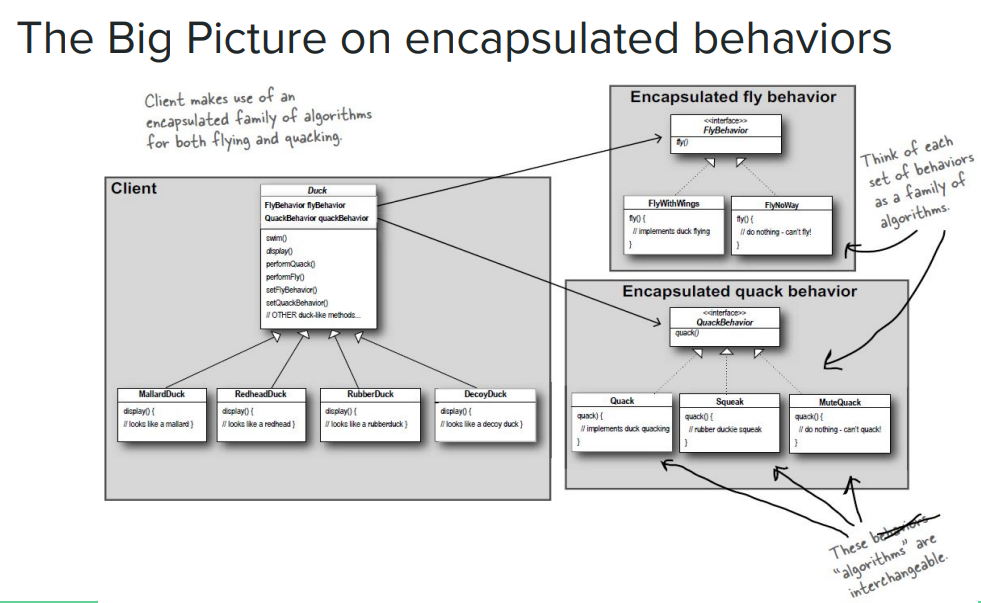 The Big Picture on encapsulated behaviors
Client makes use of an
encapsulated family of algorithms
for both flying and quacking.
Client
Duck
FlyBehavior flyBehavior
QuackBehavior quackBehavior
swim()
display()
performQuack()
performFly()
setFlyBehavior()
setQuackBehavior()
// OTHER duck-like methods...
MallardDuck
display() {
// looks like a mallard }
RedheadDuck
display() {
// looks like a redhead }
RubberDuck
display() {
// looks like a rubberduck }
DecoyDuck
display() {
// looks like a decoy duck }
Encapsulated fly behavior
<<interface>>
FlyBehavior
fly()
FlyWithWings
fly() {
// implements duck flying
}
FlyNoWay
fly() {
// do nothing - can't fly!
}
Think of each
set of behaviors
as a family of
algorithms.
Encapsulated quack behavior
<<interface>>
QuackBehavior
quack()
Quack
quack) {
// implements duck quacking
}
Squeak
quack() {
// rubber duckie squeak
}
MuteQuack
quack() {
// do nothing - can't quack!
}
These behaviors
“algorithms” are
interchangeable.